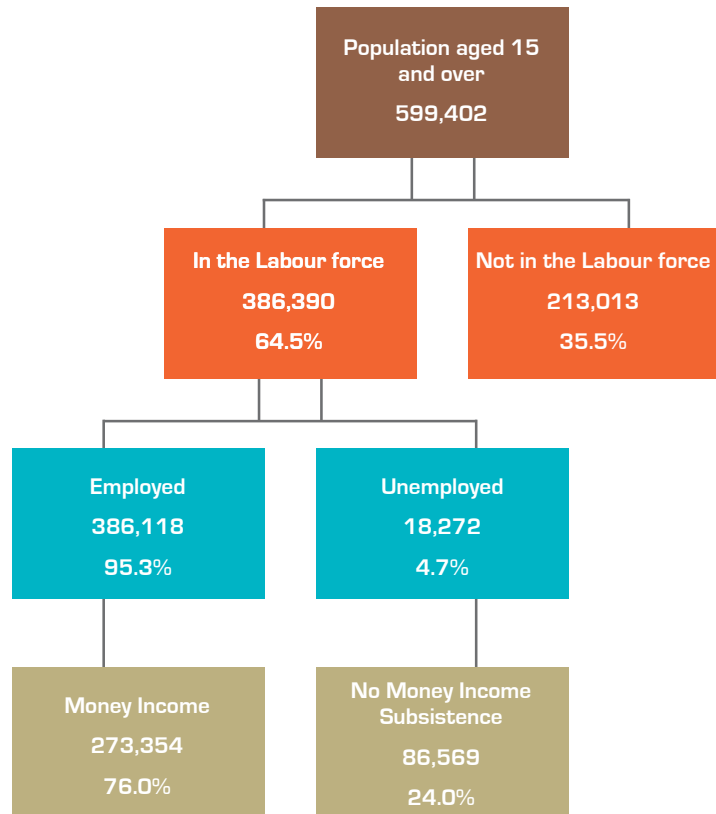 Population aged 15
and over
599,402
In the Labour force
386,390
64.5%
Not in the Labour force
213,013
35.5%
Employed
386,118
95.3%
Unemployed
18,272
4.7%
Money Income
273,354
76.0%
No Money Income
Subsistence
86,569
24.0%